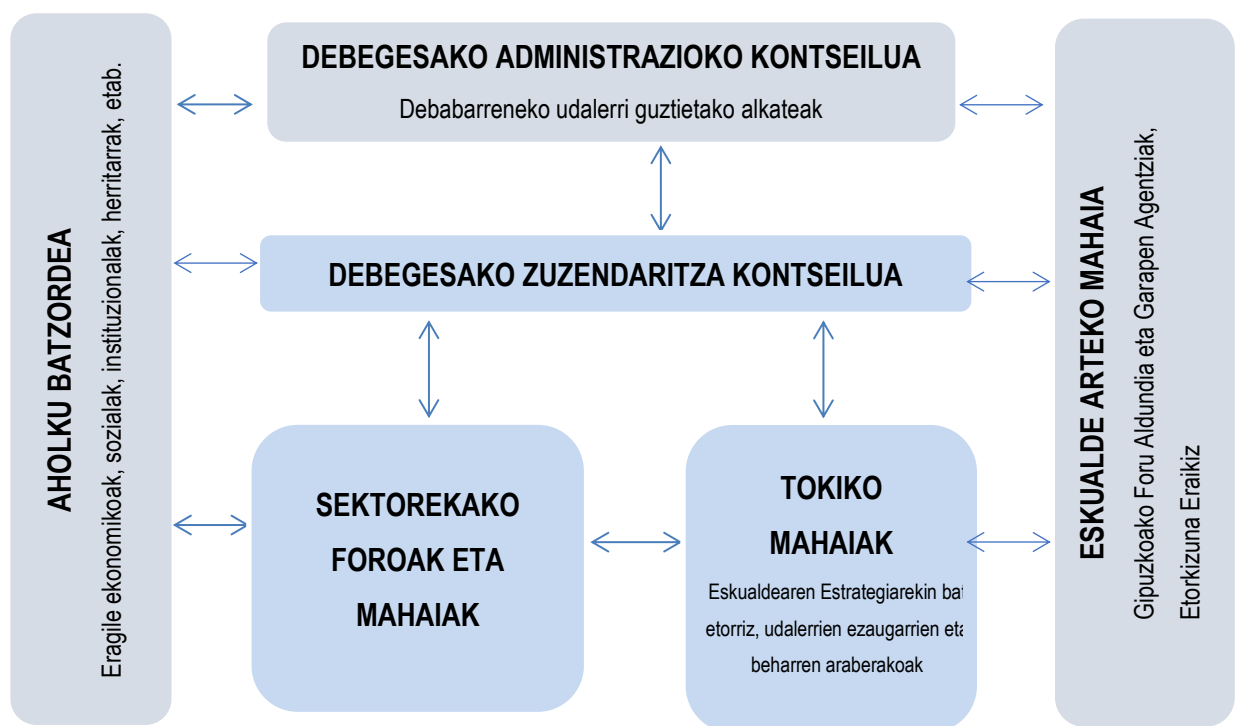 AHOLKU BATZORDEA
Eragile ekonomikoak, sozialak, instituzionalak, herritarrak, etab.
DEBEGESAKO ADMINISTRAZIOKO KONTSEILUA
Debabarreneko udalerri guztietako alkateak
DEBEGESAKO ZUZENDARITZA KONTSEILUA
SEKTOREKAKO
FOROAK ETA
MAHAIAK
TOKIKO
MAHAIAK
Eskualdearen Estrategiarekin bat
etorriz, udalerrien ezaugarrien eta
beharren araberakoak
ESKUALDE ARTEKO MAHAIA
Gipuzkoako Foru Aldundia eta Garapen Agentziak,
Etorkizuna Eraikiz